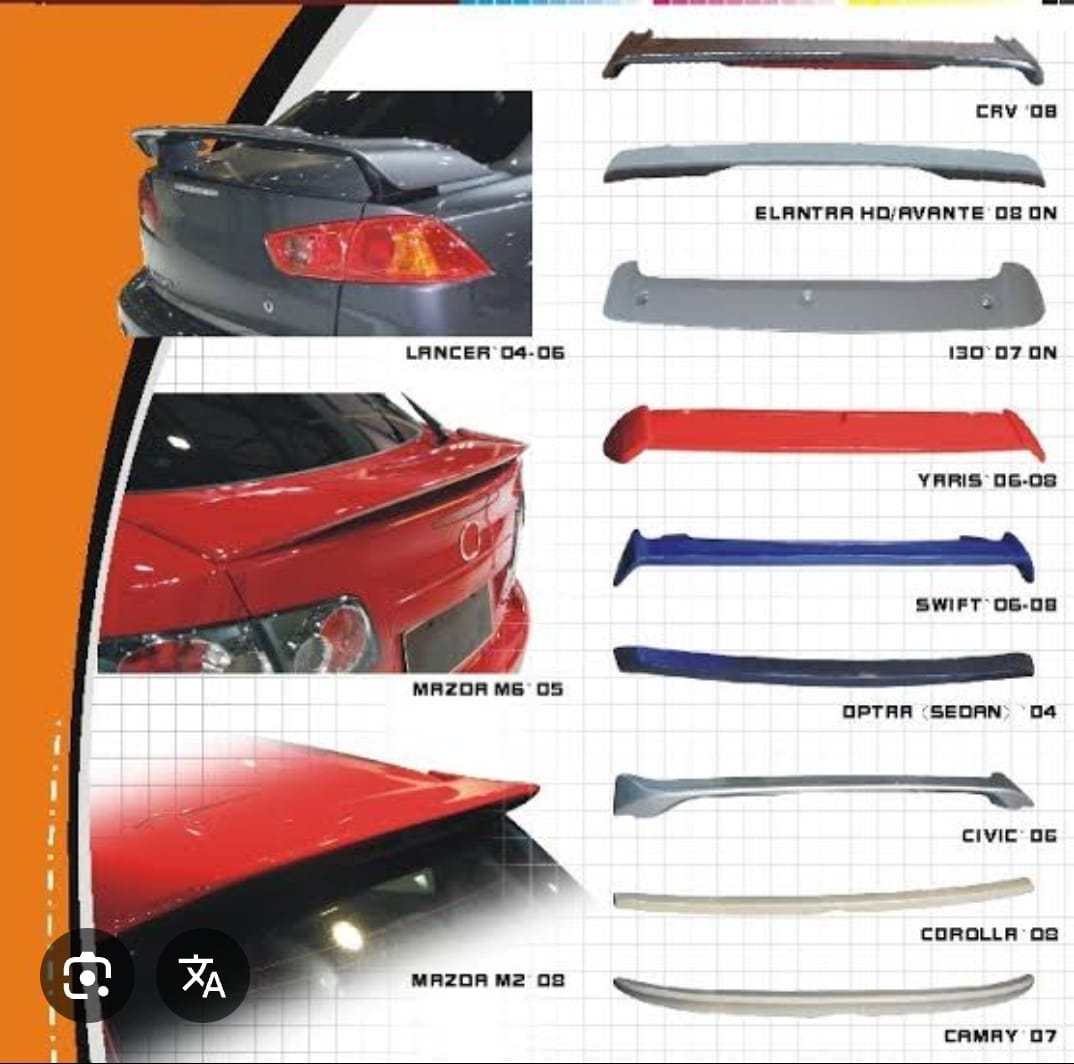 CRV '08
ELANTRA HD/AVANTE`08 ON
LANCER`04-06
I30`07 ON
YARIS`06-08
SWIFT`06-08
MAZDA M6`05
OPTRA (SEDAN) `04
CIVIC`06
COROLLA`08
MAZDA M2`08
CAMRY`07